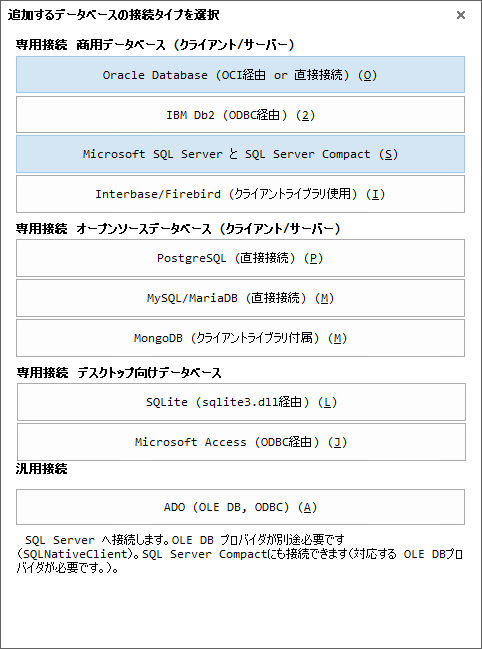 追加するデータベースの接続タイプを選択
専用接続 商用データベース (クライアント/サーバー)
Oracle Database (OCI経由 or 直接接続) (O)
IBM Db2 (ODBC経由) (2)
Microsoft SQL Server と SQL Server Compact (S)
Interbase/Firebird (クライアントライブラリ使用) (I)
専用接続 オープンソースデータベース (クライアント/サーバー)
PostgreSQL (直接接続) (P)
MySQL/MariaDB (直接接続) (M)
MongoDB (クライアントライブラリ付属) (M)
専用接続 デスクトップ向けデータベース
SQLite (sqlite3.dll経由) (L)
Microsoft Access (ODBC経由) (J)
汎用接続
ADO (OLE DB, ODBC) (A)
SQL Server へ接続します。OLE DB プロバイダが別途必要です
(SQLNativeClient)。SQL Server Compactにも接続できます(対応する OLE DBプロ
バイダが必要です。)。